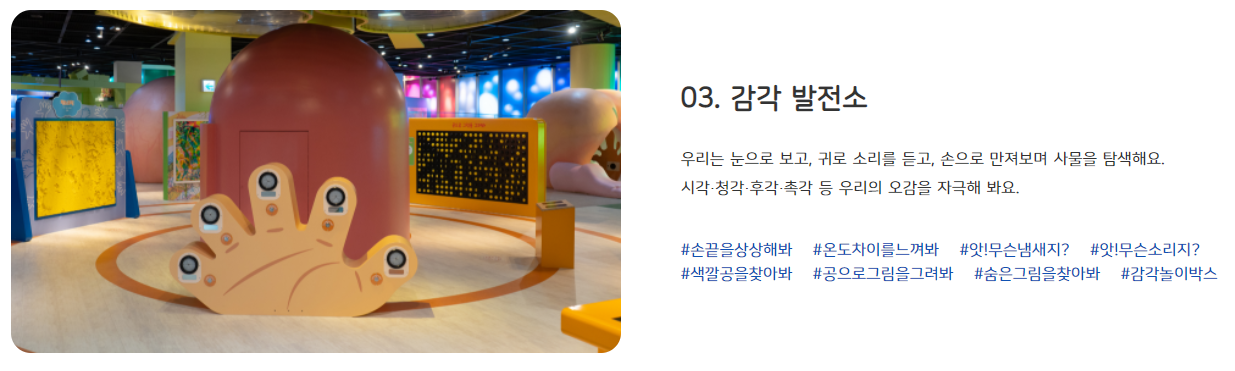 03. 감각 발전소
우리는 눈으로 보고, 귀로 소리를 듣고, 손으로 만져보며 사물을 탐색해요.
시각·청각·후각·촉각 등 우리의 오감을 자극해 봐요.
#손끝을상상해봐 #온도차이를느껴봐 #앗!무슨냄새지? #앗!무슨소리지?
#색깔공을찾아봐 #공으로그림을그려봐 #숨은그림을찾아봐 #감각놀이박스